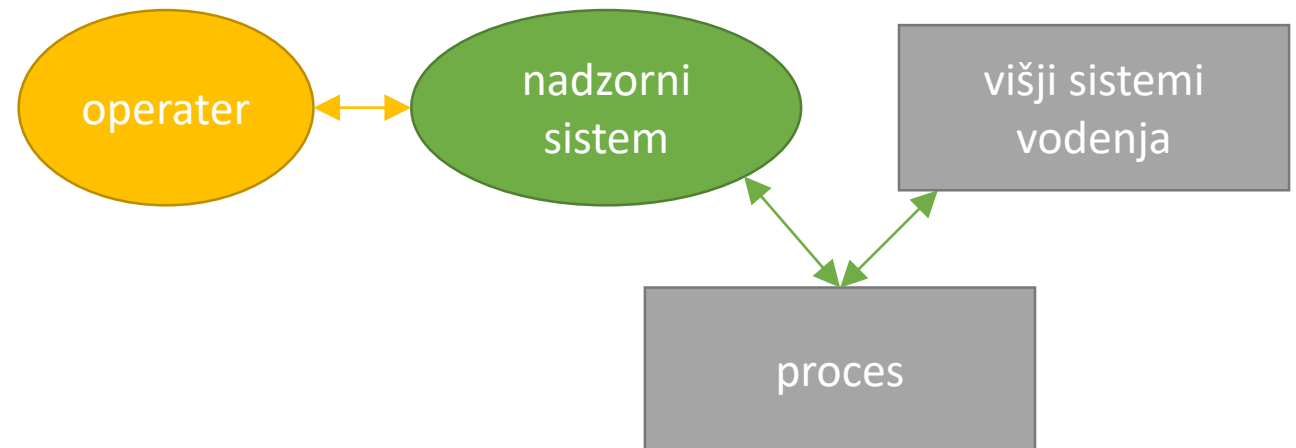 operater
nadzorni
sistem
višji sistemi
vodenja
proces